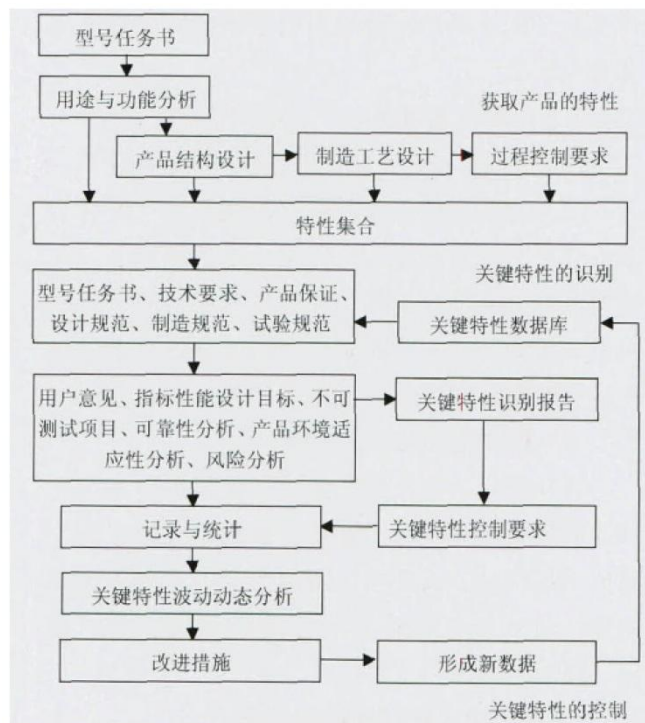 型号任务书
用途与功能分析
获取产品的特性
产品结构设计
制造工艺设计
过程控制要求
特性集合
关键特性的识别
型号任务书、技术要求、产品保证、
设计规范、制造规范、试验规范
关键特性数据库
用户意见、指标性能设计目标、不可
测试项目、可靠性分析、产品环境适
应性分析、风险分析
关键特性识别报告
记录与统计
关键特性控制要求
关键特性波动动态分析
改进措施
形成新数据
关键特性的控制